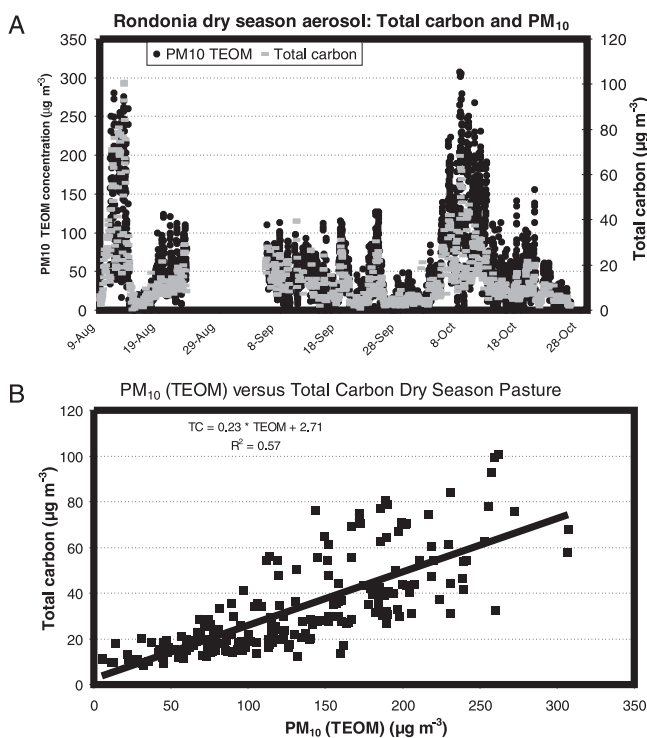 A
Rondonia dry season aerosol: Total carbon and PM₁₀
PM10 TEOM
Total carbon
PM10 TEOM concentration (µg m⁻³)
350
300
250
200
150
100
50
0
120
100
80
60
40
20
0
Total carbon (µg m⁻³)
9-Aug
19-Aug
29-Aug
8-Sep
18-Sep
28-Sep
8-Oct
18-Oct
28-Oct
B
PM₁₀ (TEOM) versus Total Carbon Dry Season Pasture
TC = 0.23 * TEOM + 2.71
R² = 0.57
Total carbon (µg m⁻³)
120
100
80
60
40
20
0
0 50 100 150 200 250 300 350
PM₁₀ (TEOM) (µg m⁻³)